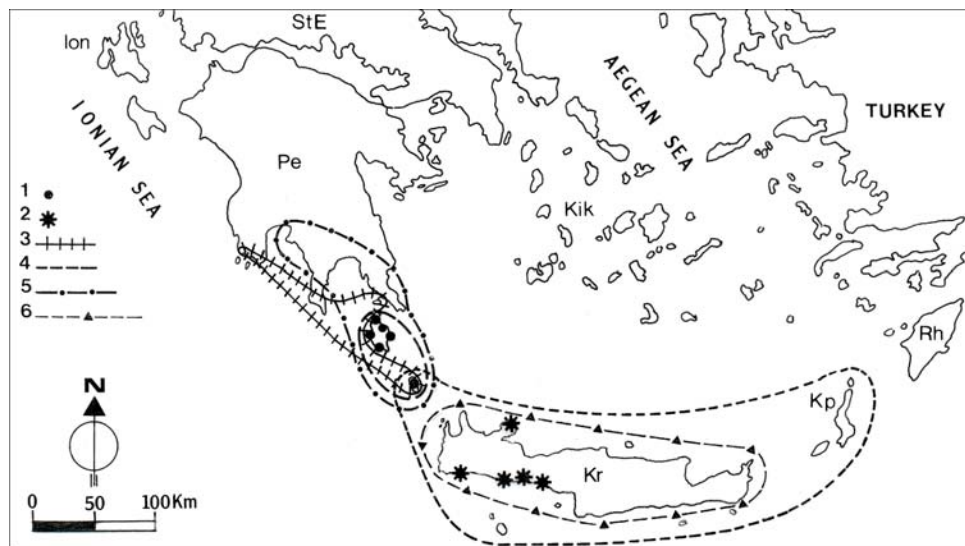 Ion
StE
IONIAN SEA
AEGEAN SEA
TURKEY
Pe
Kik
1
2
3
4
5
6
Rh
Kp
N
Kr
0 50 100Km